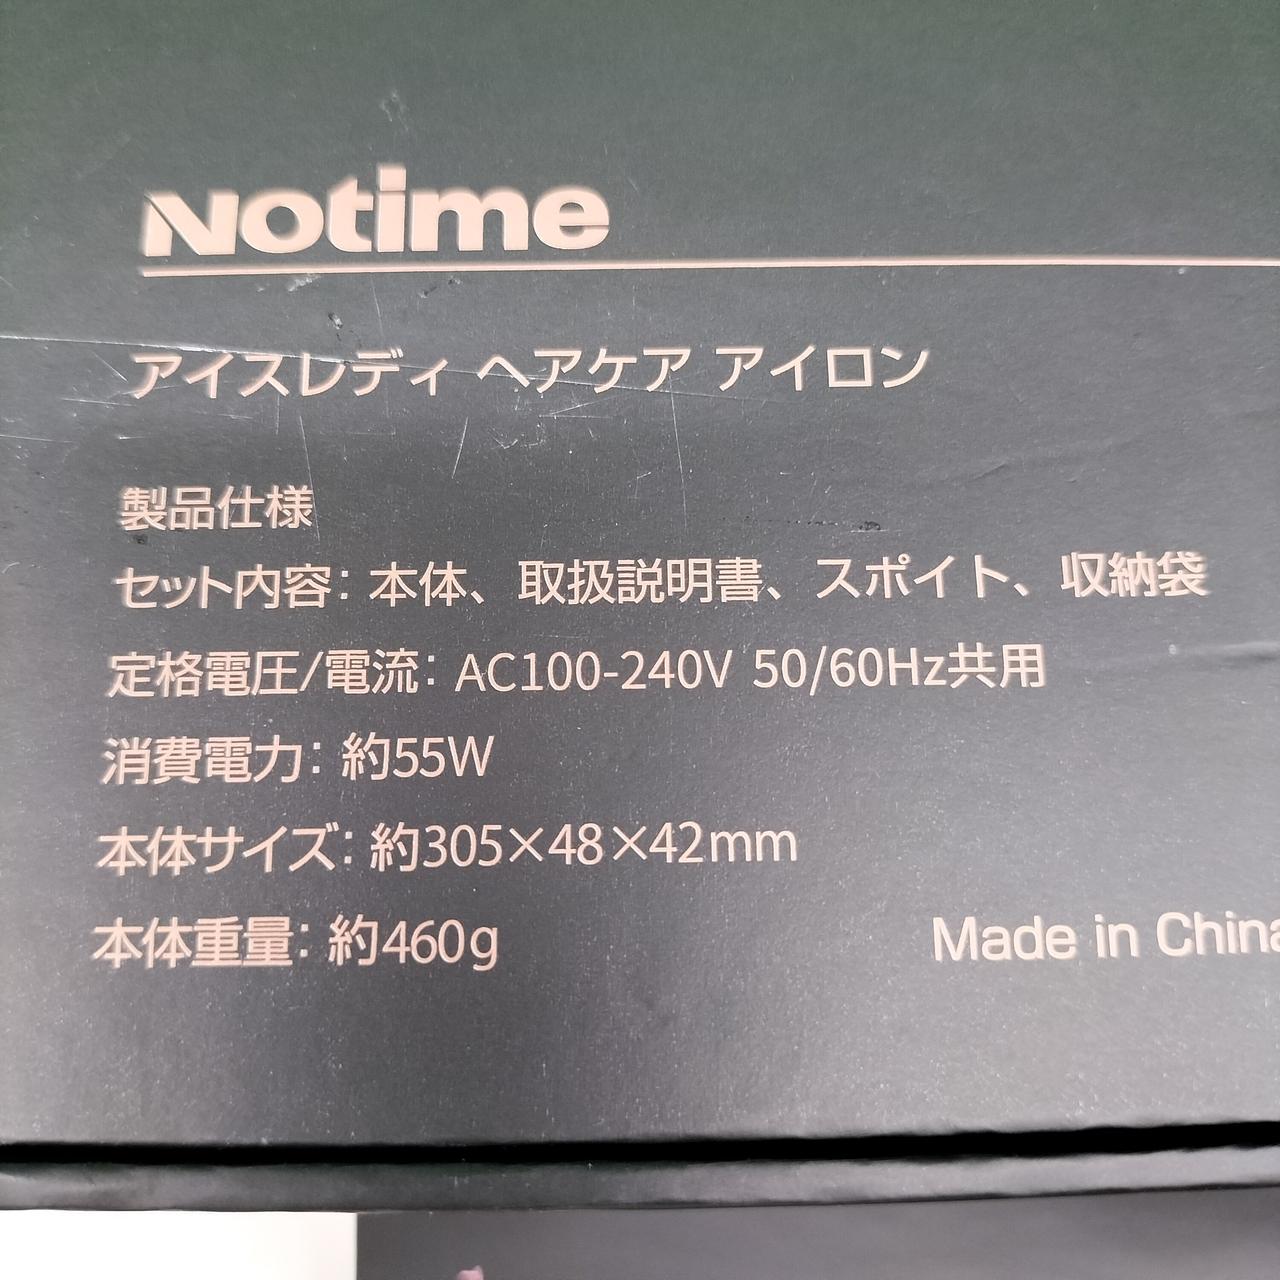 Notime
アイスレディ ヘアケア アイロン
製品仕様
セット内容: 本体、取扱説明書、スポイト、収納袋
定格電圧/電流: AC100-240V 50/60Hz共用
消費電力: 約55W
本体サイズ: 約305×48×42mm
本体重量: 約460g
Made in China